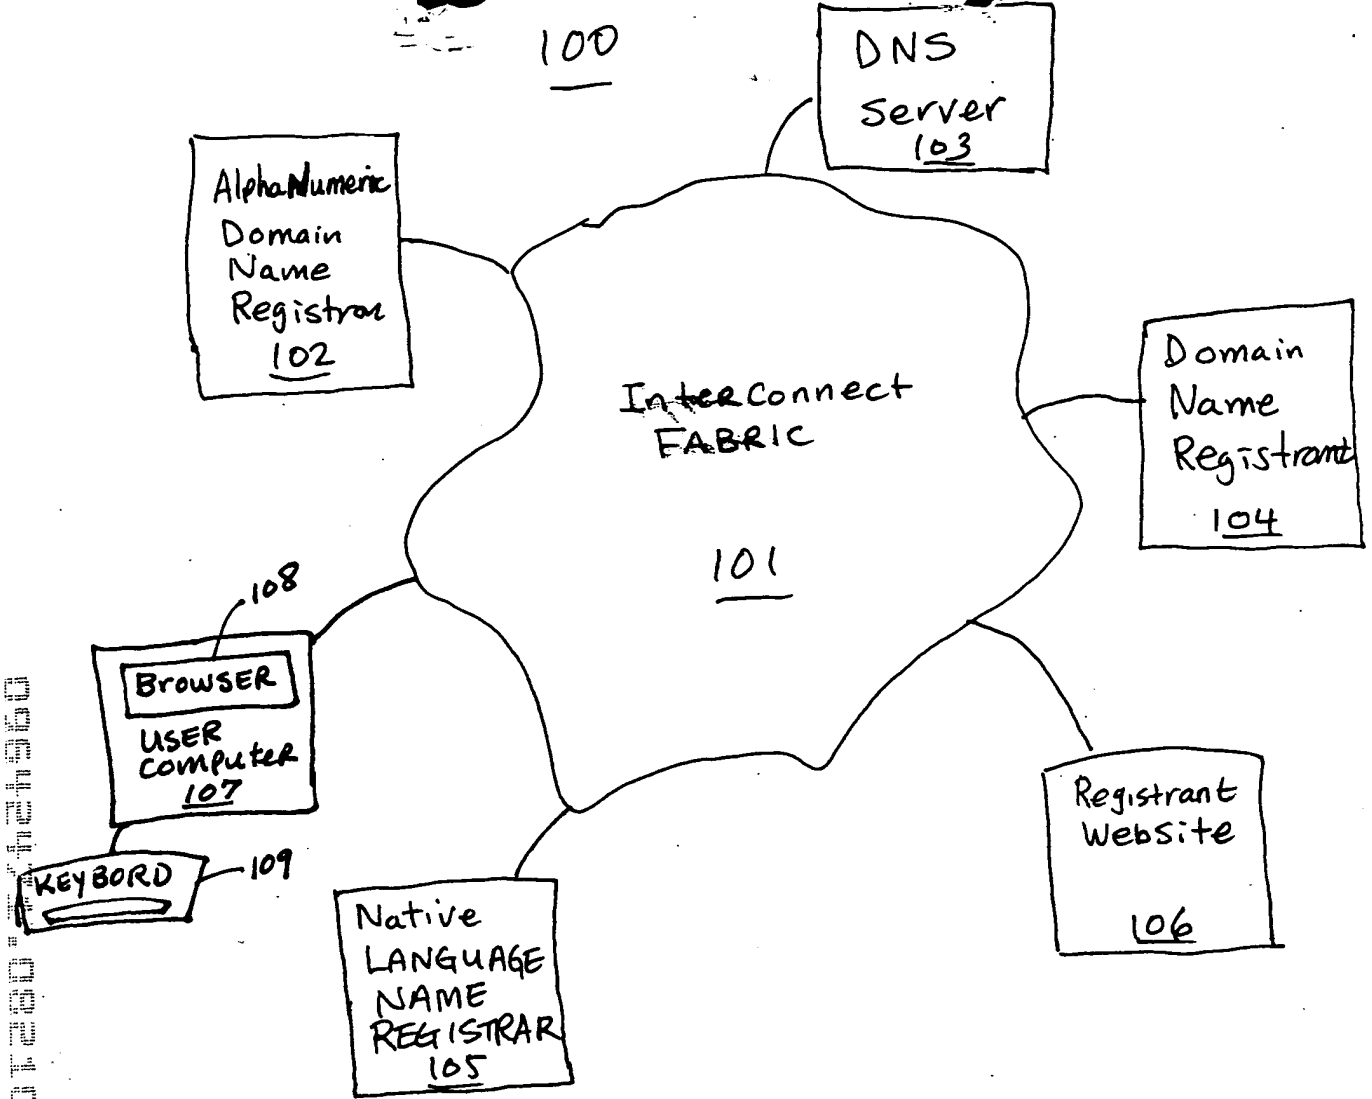 100
DNS
Server
103
AlphaNumeric
Domain
Name
Registrar
102
InterConnect
FABRIC
101
Domain
Name
Registrant
104
108
BROWSER
USER
Computer
107
KEYBORD
109
Native
LANGUAGE
NAME
REGISTRAR
105
Registrant
Website
106